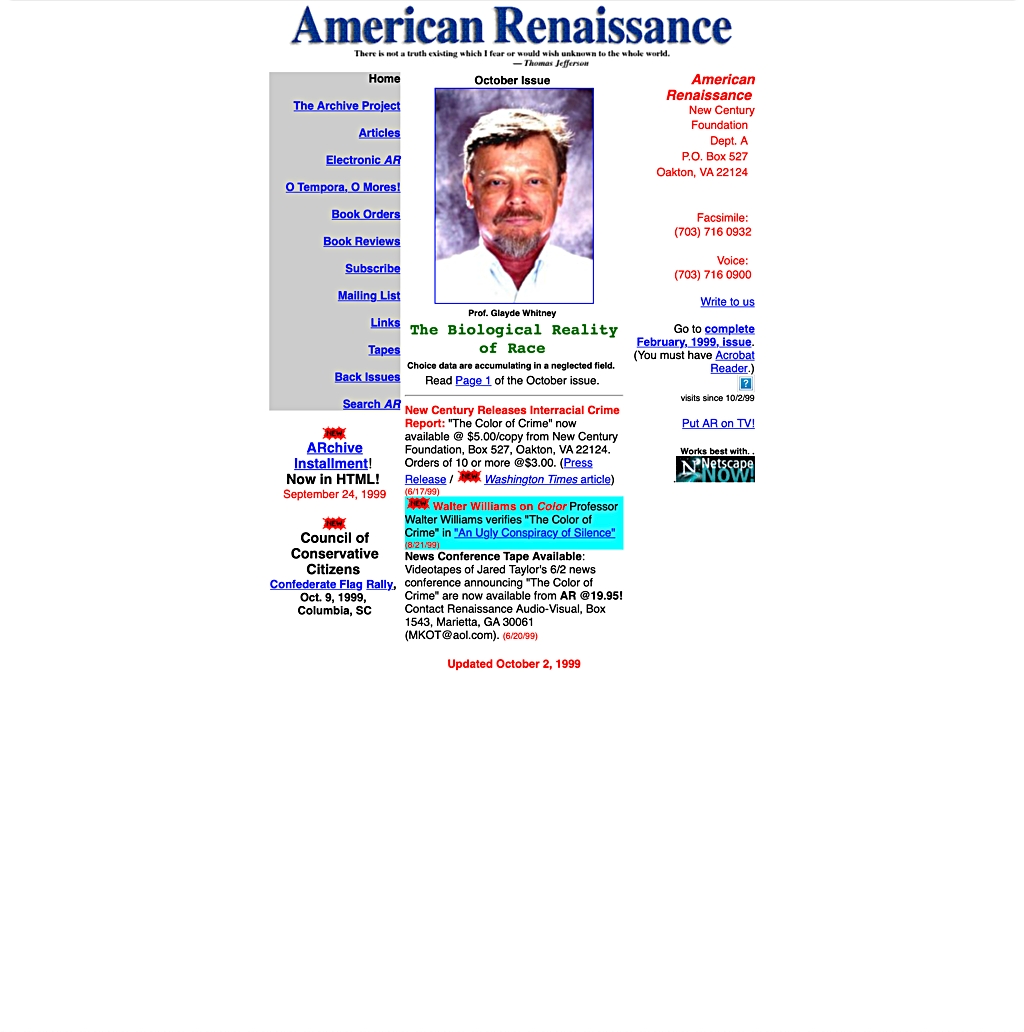 American Renaissance
There is not a truth existing which I fear or would wish unknown to the whole world.
— Thomas Jefferson
Home
The Archive Project
Articles
Electronic AR
O Tempora, O Mores!
Book Orders
Book Reviews
Subscribe
Mailing List
Links
Tapes
Back Issues
Search AR
NEW
ARchive
Installment!
Now in HTML!
September 24, 1999
NEW
Council of
Conservative
Citizens
Confederate Flag Rally,
Oct. 9, 1999,
Columbia, SC
October Issue
Prof. Glayde Whitney
The Biological Reality
of Race
Choice data are accumulating in a neglected field.
Read Page 1 of the October issue.
New Century Releases Interracial Crime
Report: "The Color of Crime" now
available @ $5.00/copy from New Century
Foundation, Box 527, Oakton, VA 22124.
Orders of 10 or more @$3.00. (Press
Release / NEW Washington Times article)
(6/17/99)
NEW Walter Williams on Color Professor
Walter Williams verifies "The Color of
Crime" in "An Ugly Conspiracy of Silence"
(8/21/99)
News Conference Tape Available:
Videotapes of Jared Taylor's 6/2 news
conference announcing "The Color of
Crime" are now available from AR @19.95!
Contact Renaissance Audio-Visual, Box
1543, Marietta, GA 30061
(MKOT@aol.com). (6/20/99)
Updated October 2, 1999
American
Renaissance
New Century
Foundation
Dept. A
P.O. Box 527
Oakton, VA 22124
Facsimile:
(703) 716 0932
Voice:
(703) 716 0900
Write to us
Go to complete
February, 1999, issue.
(You must have Acrobat
Reader.)
?
visits since 10/2/99
Put AR on TV!
Works best with. .
N Netscape
NOW!
.